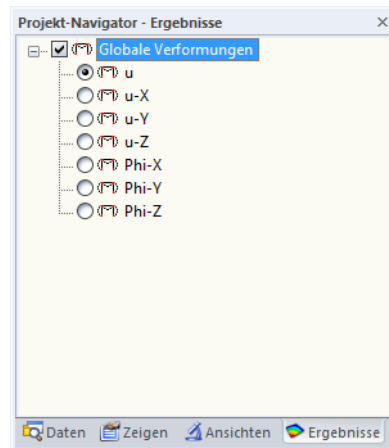 Projekt-Navigator - Ergebnisse
Globale Verformungen
u
u-X
u-Y
u-Z
Phi-X
Phi-Y
Phi-Z
Daten Zeigen Ansichten Ergebnisse